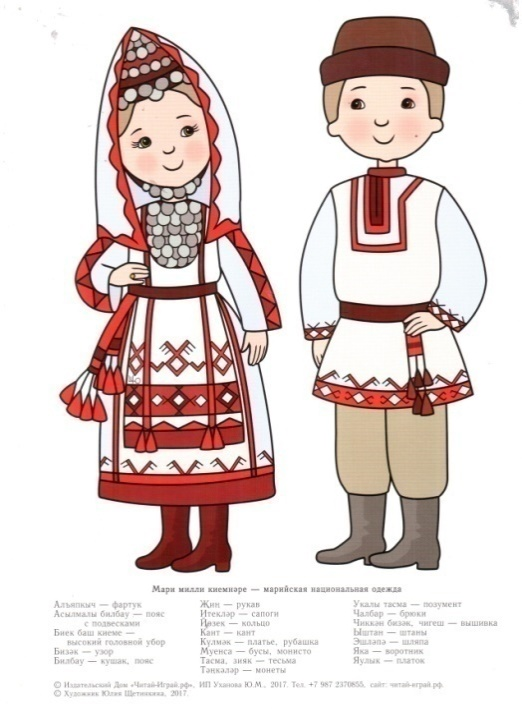 Мари милли киемнәре — марийская национальная одежда
Алъяпкыч — фартук
Асылмалы билбау — пояс
с подвесками
Биек баш киеме —
высокий головной убор
Бизәк — узор
Билбау — кушак, пояс
Җиң — рукав
Итекләр — сапоги
Йөзек — кольцо
Кант — кант
Күлмәк — платье, рубашка
Муенса — бусы, монисто
Тасма, зияк — тесьма
Тәңкәләр — монеты
Укалы тасма — позумент
Чалбар — брюки
Чиккән бизәк, чигеш — вышивка
Ыштан — штаны
Эшләпә — шляпа
Яка — воротник
Яулык — платок
© Издательский Дом «Читай-Играй.рф», ИП Уханова Ю.М., 2017. Тел. +7 987 2370855, сайт: читай-играй.рф.
© Художник Юлия Щетинкина, 2017.